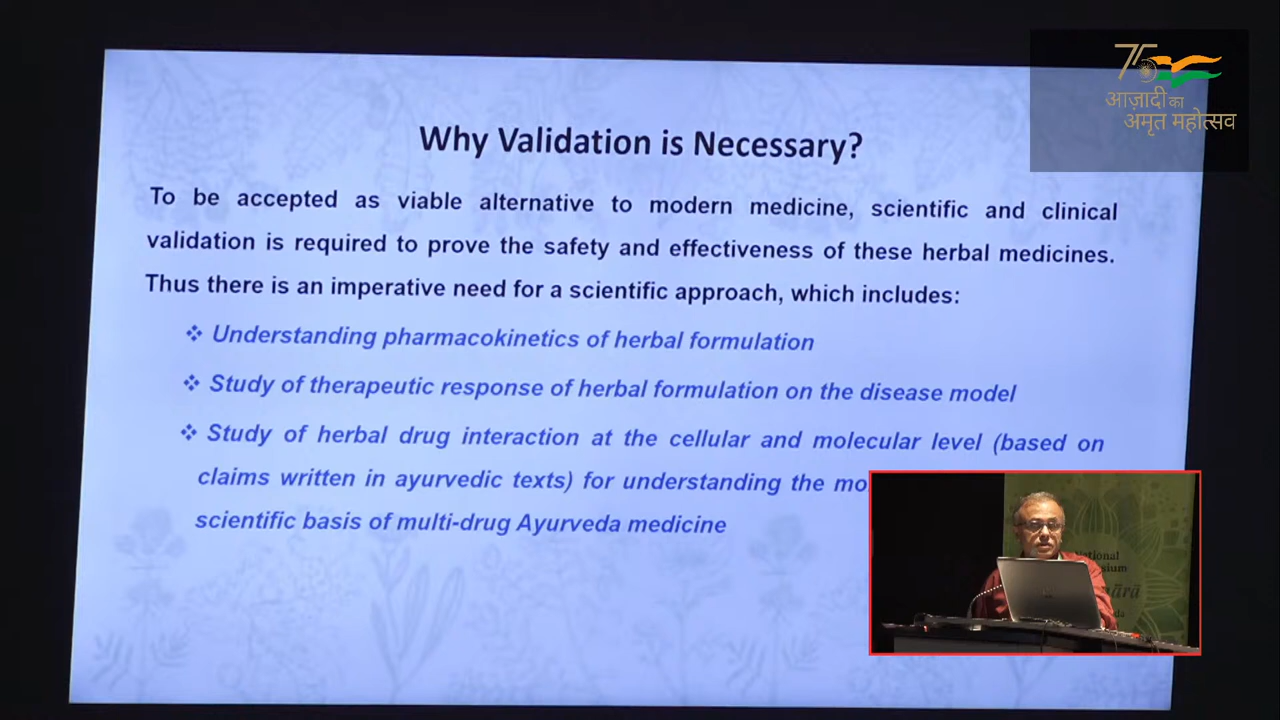 75
आज़ादी का
अमृत महोत्सव
Why Validation is Necessary?
To be accepted as viable alternative to modern medicine, scientific and clinical
validation is required to prove the safety and effectiveness of these herbal medicines.
Thus there is an imperative need for a scientific approach, which includes:
❖ Understanding pharmacokinetics of herbal formulation
❖ Study of therapeutic response of herbal formulation on the disease model
❖ Study of herbal drug interaction at the cellular and molecular level (based on
claims written in ayurvedic texts) for understanding the
scientific basis of multi-drug Ayurveda medicine